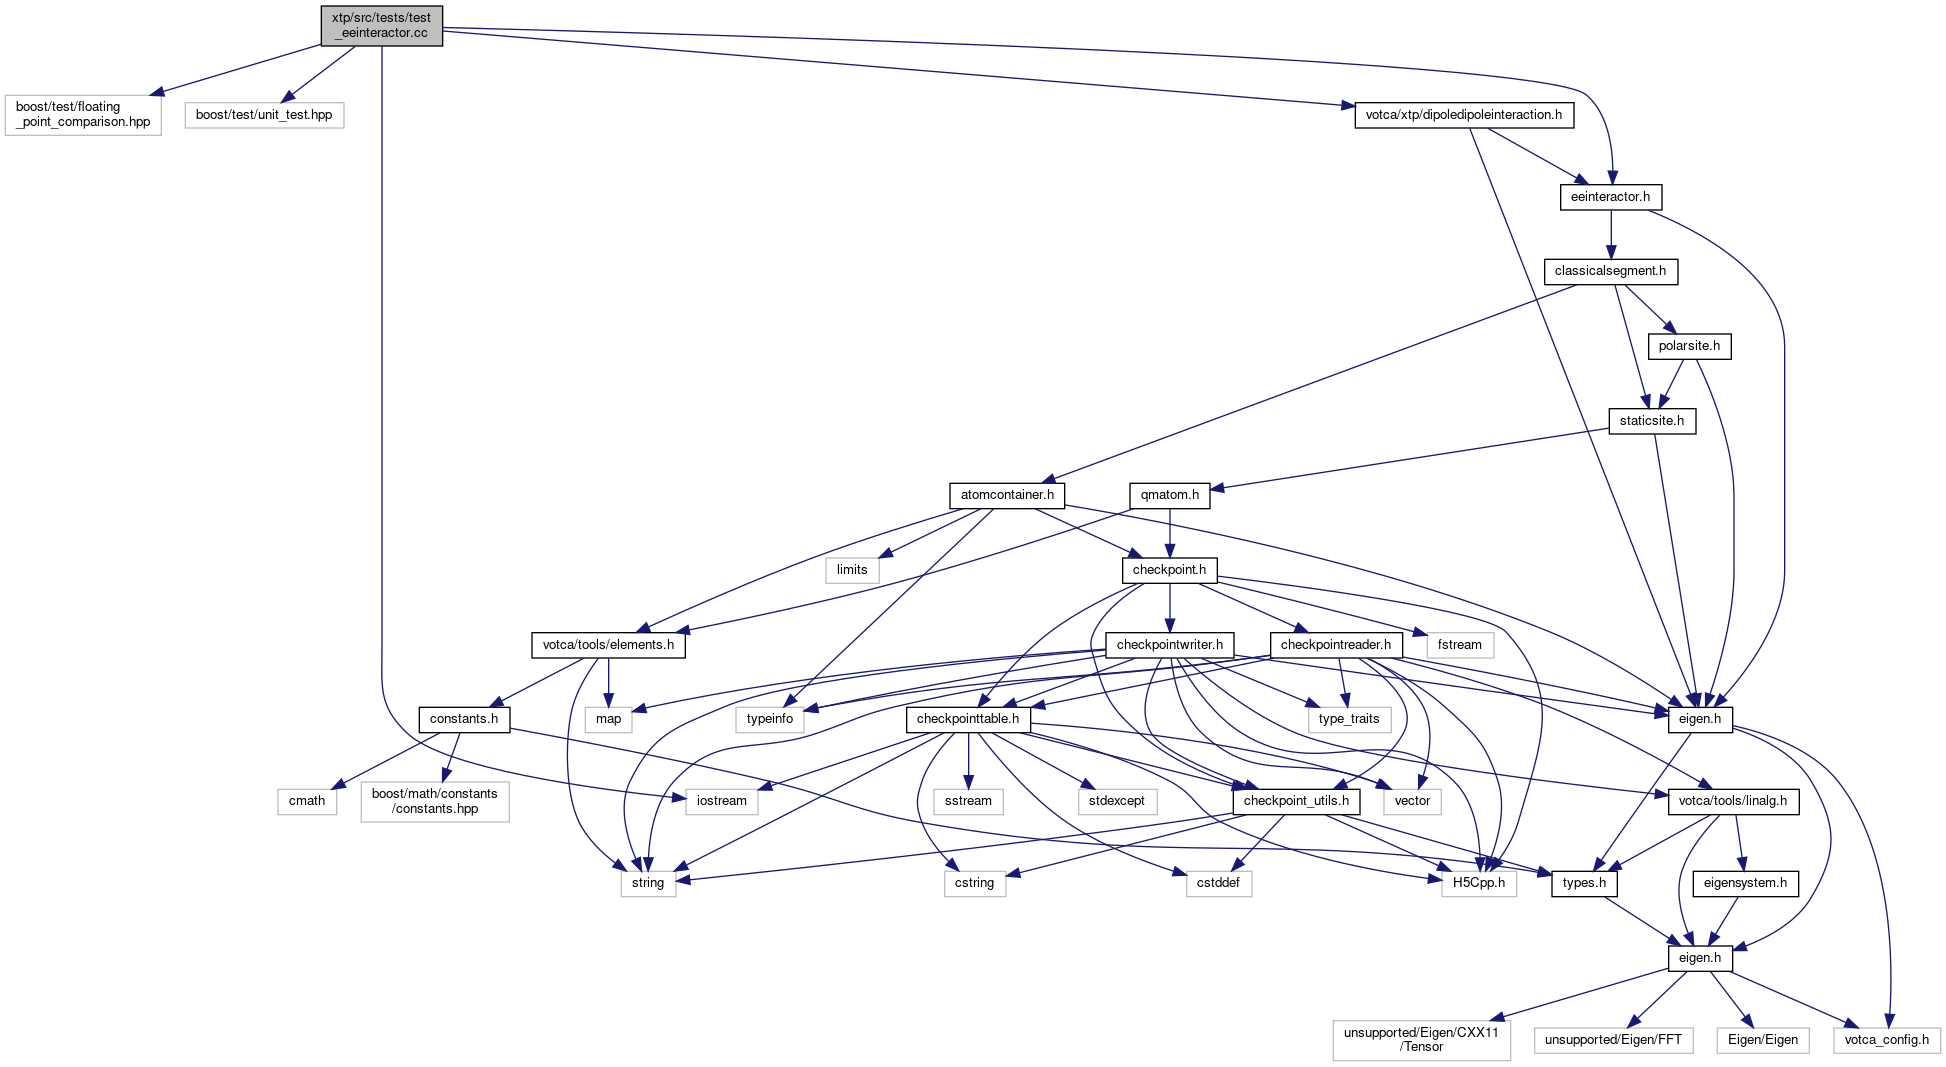 xtp/src/tests/test
_eeinteractor.cc
boost/test/floating
_point_comparison.hpp
boost/test/unit_test.hpp
votca/xtp/dipoledipoleinteraction.h
eeinteractor.h
classicalsegment.h
polarsite.h
staticsite.h
atomcontainer.h
qmatom.h
limits
checkpoint.h
votca/tools/elements.h
checkpointwriter.h
checkpointreader.h
fstream
constants.h
map
typeinfo
checkpointtable.h
type_traits
eigen.h
cmath
boost/math/constants
/constants.hpp
iostream
sstream
stdexcept
checkpoint_utils.h
vector
votca/tools/linalg.h
string
cstring
cstddef
H5Cpp.h
types.h
eigensystem.h
eigen.h
unsupported/Eigen/CXX11
/Tensor
unsupported/Eigen/FFT
Eigen/Eigen
votca_config.h